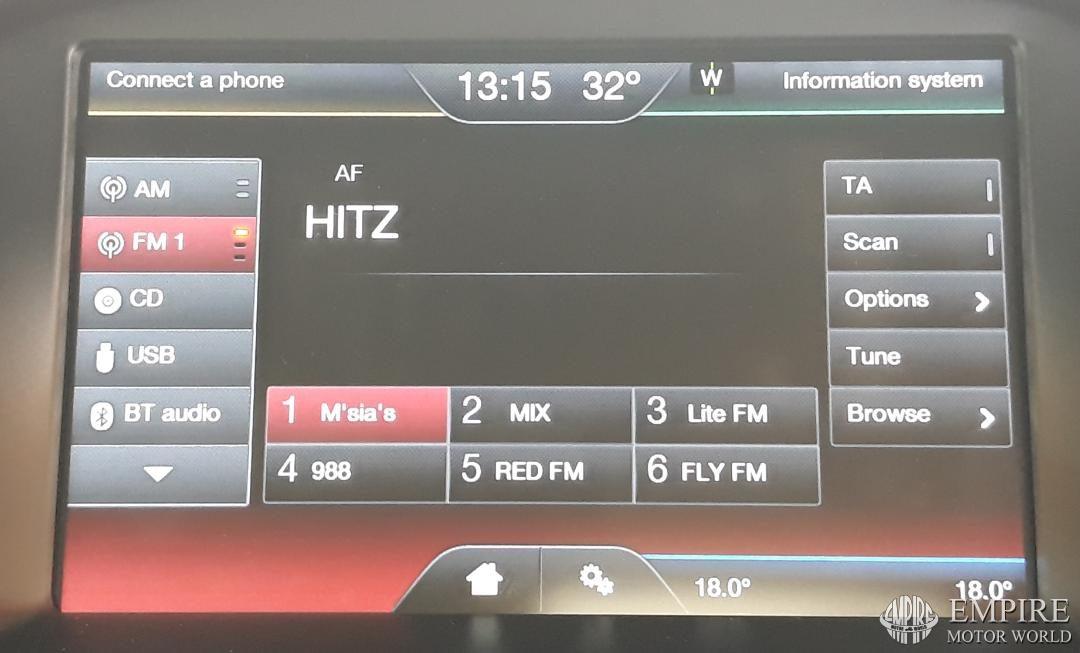 Connect a phone
13:15 32°
W
Information system
AM
FM 1
CD
USB
BT audio
AF
HITZ
TA
Scan
Options
Tune
Browse
1 M'sia's
2 MIX
3 Lite FM
4 988
5 RED FM
6 FLY FM
18.0°
18.0°
EMPIRE
MOTOR WORLD